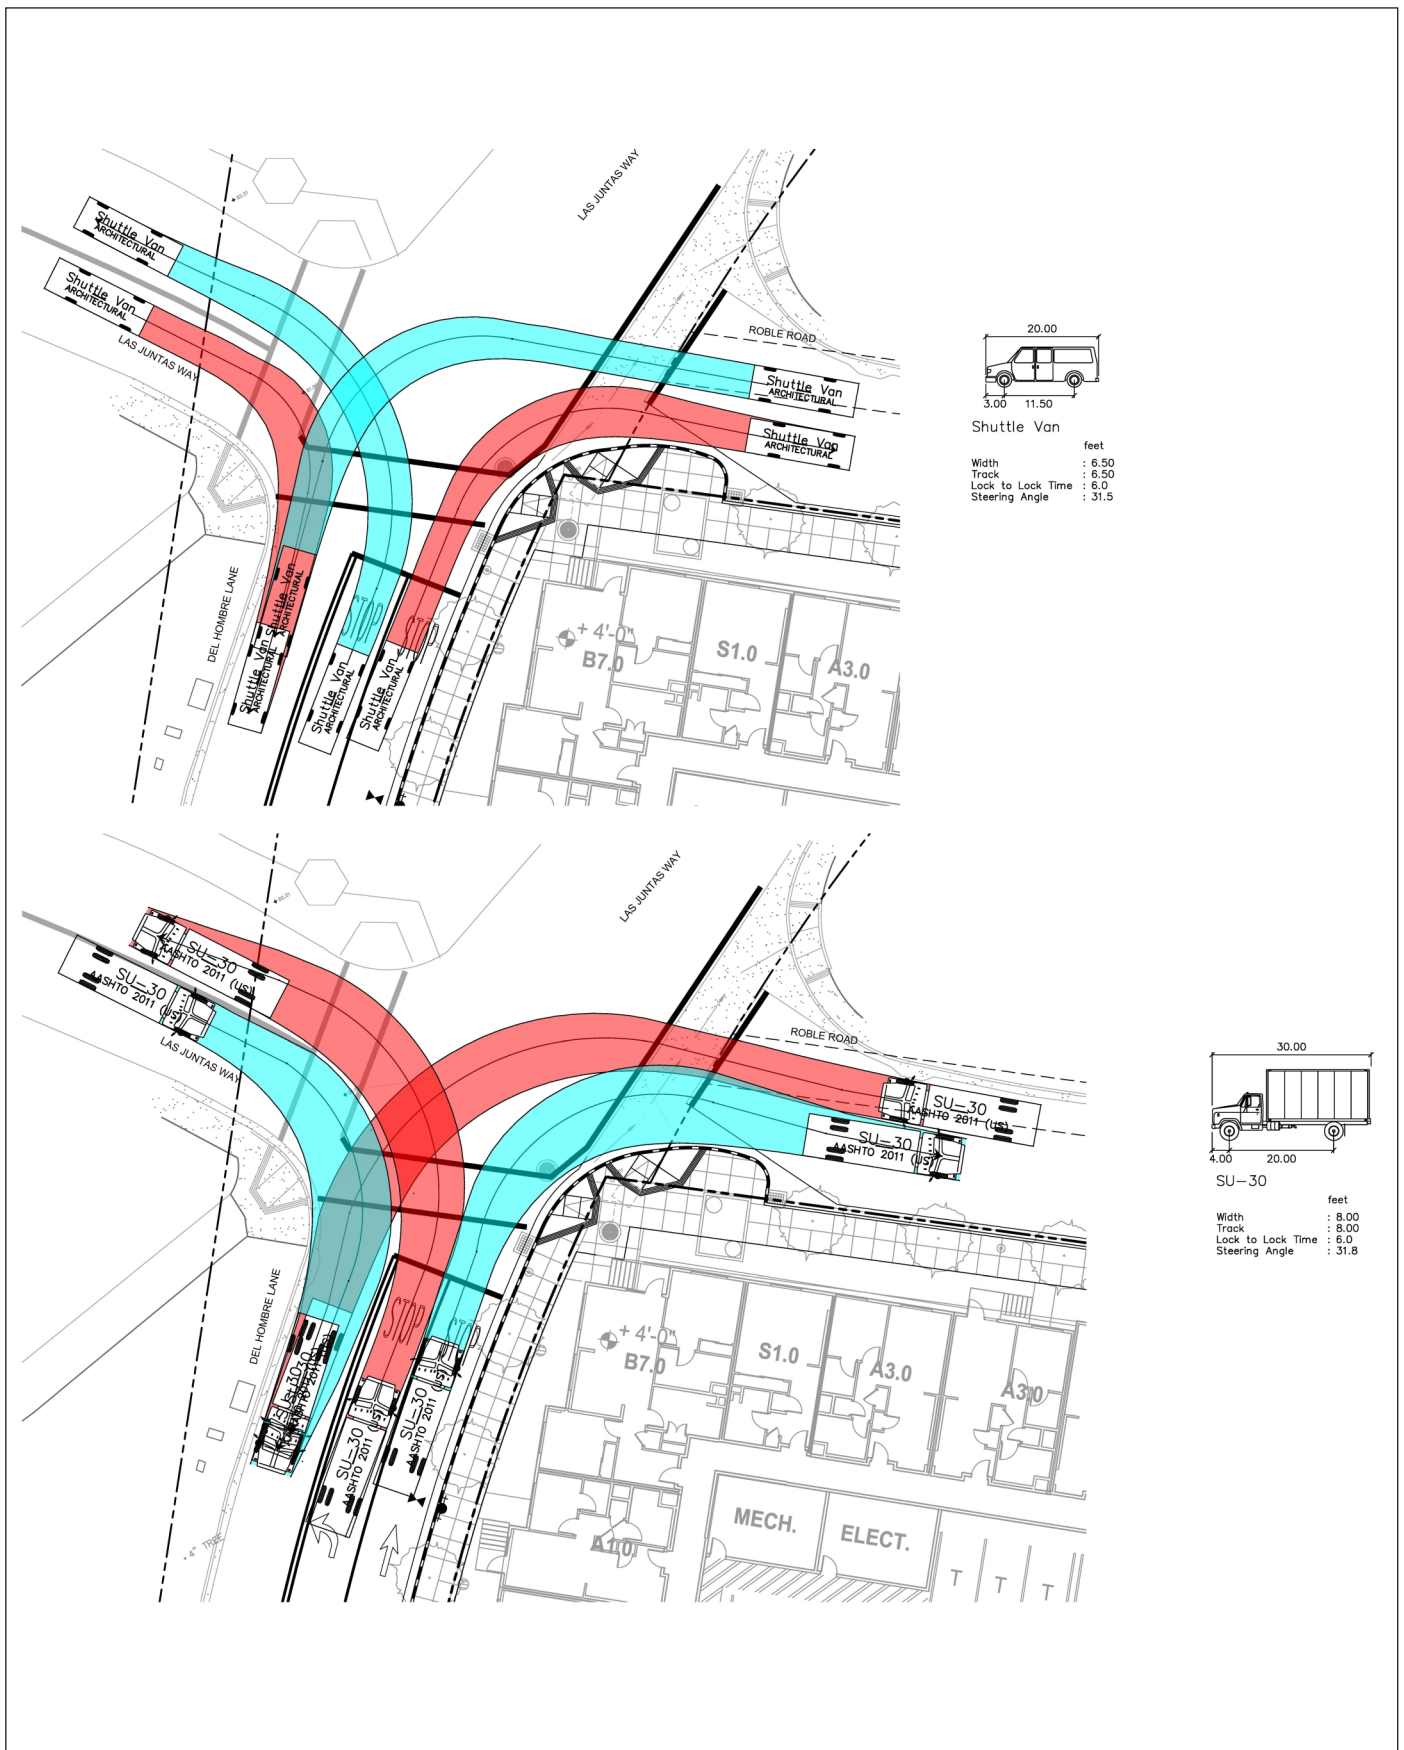 LAS JUNTAS WAY
Shuttle Van
ARCHITECTURAL
Shuttle Van
ARCHITECTURAL
LAS JUNTAS WAY
ROBLE ROAD
Shuttle Van
ARCHITECTURAL
Shuttle Van
ARCHITECTURAL
20.00
3.00
11.50
Shuttle Van
feet
Width : 6.50
Track : 6.50
Lock to Lock Time : 6.0
Steering Angle : 31.5
DEL HOMBRE LANE
Shuttle Van
ARCHITECTURAL
Shuttle Van
ARCHITECTURAL
STOP
STOP
Shuttle Van
ARCHITECTURAL
Shuttle Van
ARCHITECTURAL
+ 4'-0"
B7.0
S1.0
A3.0
LAS JUNTAS WAY
SU-30
AASHTO 2011 (US)
SU-30
AASHTO 2011 (US)
LAS JUNTAS WAY
ROBLE ROAD
SU-30
AASHTO 2011 (US)
SU-30
AASHTO 2011 (US)
30.00
4.00
20.00
SU-30
feet
Width : 8.00
Track : 8.00
Lock to Lock Time : 6.0
Steering Angle : 31.8
DEL HOMBRE LANE
STOP
STOP
SU-30
AASHTO 2011 (US)
SU-30
AASHTO 2011 (US)
+ 4'-0"
B7.0
S1.0
A3.0
A3.0
A1.0
MECH.
ELECT.
T
T
T
4" TREE